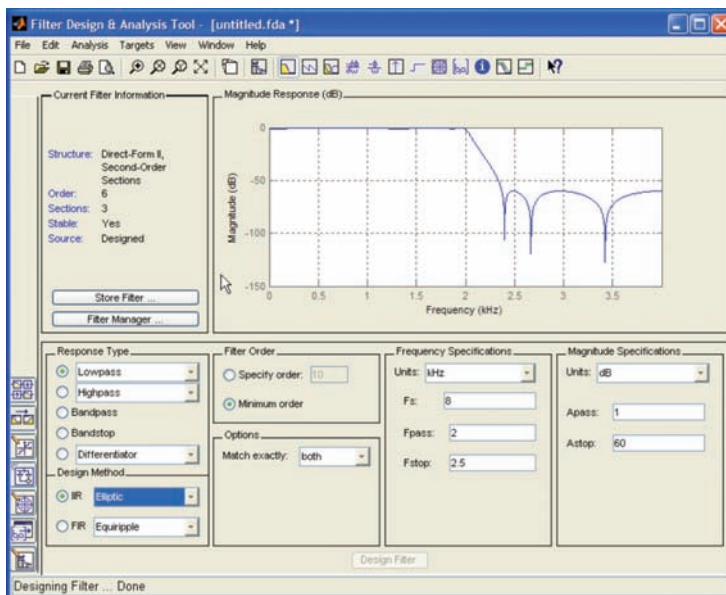 Filter Design & Analysis Tool - [untitled.fda *]
File Edit Analysis Targets View Window Help
Current Filter Information
Structure: Direct-Form II, Second-Order Sections
Order: 6
Sections: 3
Stable: Yes
Source: Designed
Store Filter ...
Filter Manager ...
Magnitude Response (dB)
Magnitude (dB)
0
-50
-100
-150
0 0.5 1 1.5 2 2.5 3 3.5
Frequency (kHz)
Response Type
Lowpass
Highpass
Bandpass
Bandstop
Differentiator
Design Method
IIR Elliptic
FIR Equiripple
Filter Order
Specify order: 10
Minimum order
Options
Match exactly: both
Frequency Specifications
Units: kHz
Fs: 8
Fpass: 2
Fstop: 2.5
Magnitude Specifications
Units: dB
Apass: 1
Astop: 60
Design Filter
Designing Filter ... Done